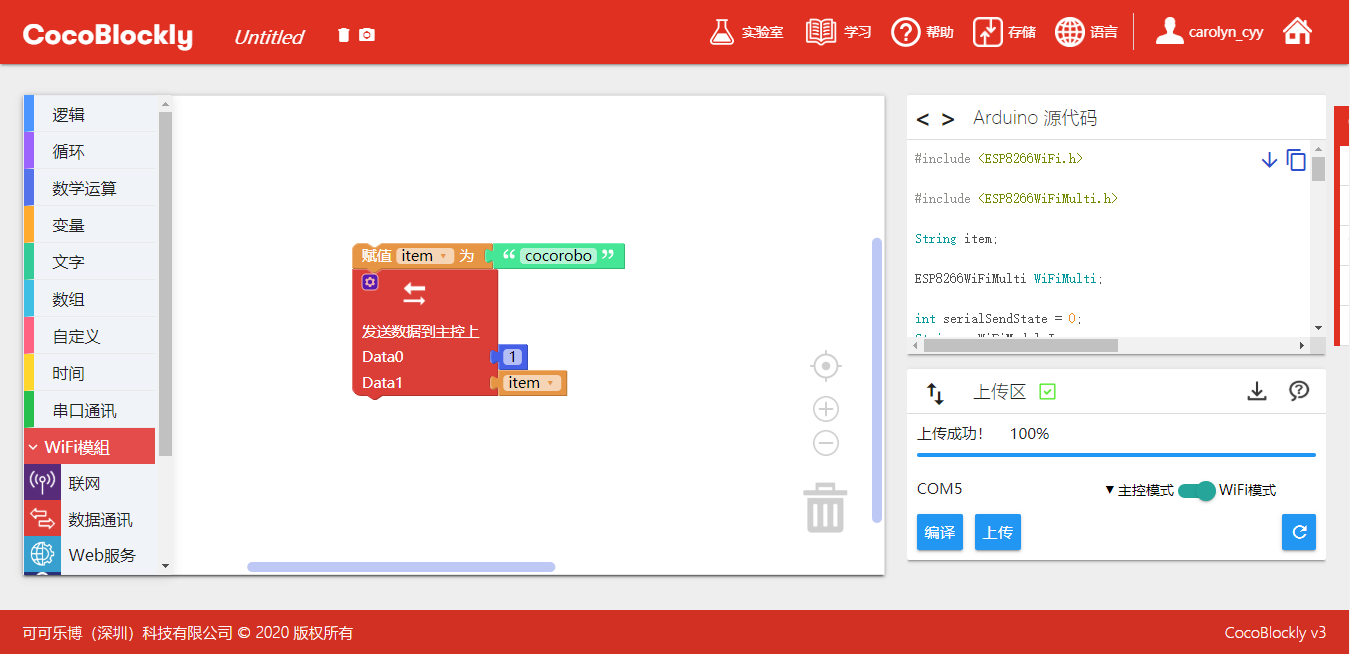 CocoBlockly Untitled 实验室 学习 帮助 存储 语言 carolyn_cyy
逻辑
循环
数学运算
变量
文字
数组
自定义
时间
串口通讯
WiFi模組
联网
数据通讯
Web服务
赋值 item 为 “ cocorobo ”
发送数据到主控上
Data0 1
Data1 item
< > Arduino 源代码
#include <ESP8266WiFi.h>
#include <ESP8266WiFiMulti.h>
String item;
ESP8266WiFiMulti WiFiMulti;
int serialSendState = 0;
上传区
上传成功! 100%
COM5 主控模式 WiFi模式
编译 上传
可可乐博（深圳）科技有限公司 © 2020 版权所有
CocoBlockly v3